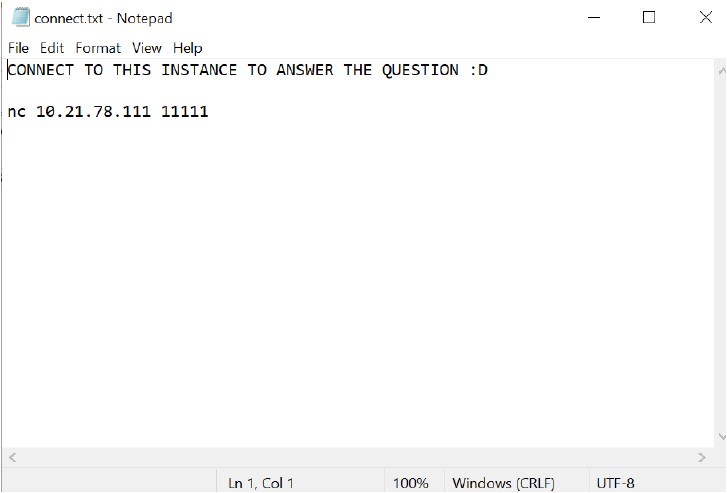 connect.txt - Notepad
File Edit Format View Help
CONNECT TO THIS INSTANCE TO ANSWER THE QUESTION :D
nc 10.21.78.111 11111
Ln 1, Col 1 100% Windows (CRLF) UTF-8